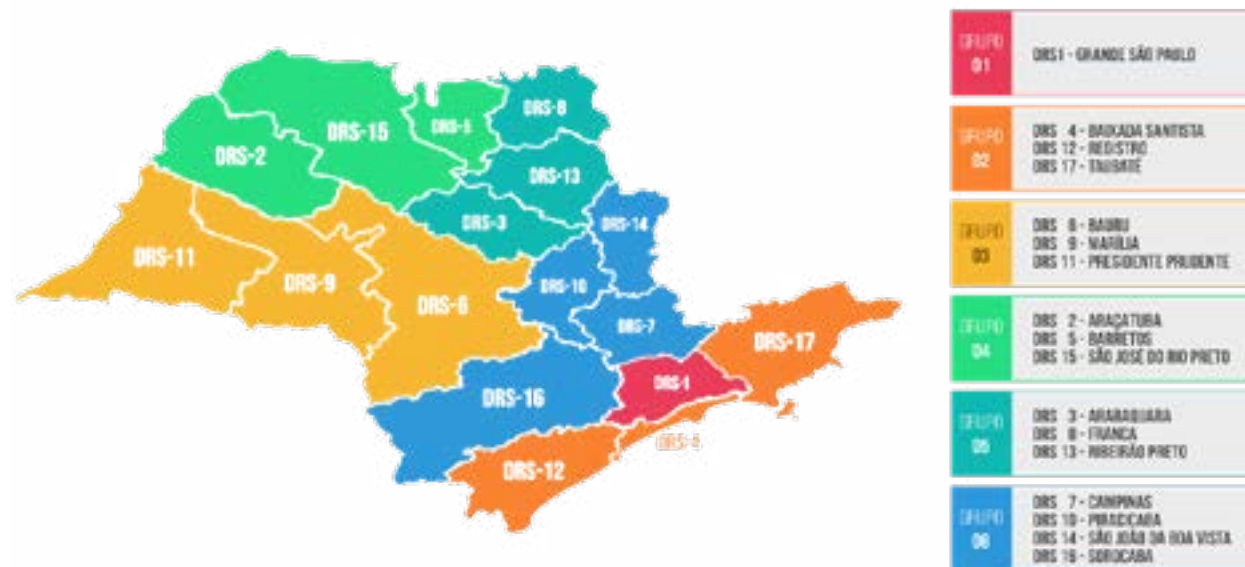 DRS-8
DRS-15
DRS-5
DRS-2
DRS-13
DRS-3
DRS-14
DRS-11
DRS-9
DRS-10
DRS-6
DRS-7
DRS-17
DRS-1
DRS-16
DRS-4
DRS-12
GRUPO
01
DRS1 - GRANDE SÃO PAULO
GRUPO
02
DRS 4 - BAIXADA SANTISTA
DRS 12 - REGISTRO
DRS 17 - TAUBATÉ
GRUPO
03
DRS 6 - BAURU
DRS 9 - MARÍLIA
DRS 11 - PRESIDENTE PRUDENTE
GRUPO
04
DRS 2 - ARAÇATUBA
DRS 5 - BARRETOS
DRS 15 - SÃO JOSÉ DO RIO PRETO
GRUPO
05
DRS 3 - ARARAQUARA
DRS 8 - FRANCA
DRS 13 - RIBEIRÃO PRETO
GRUPO
06
DRS 7 - CAMPINAS
DRS 10 - PIRACICABA
DRS 14 - SÃO JOÃO DA BOA VISTA
DRS 16 - SOROCABA